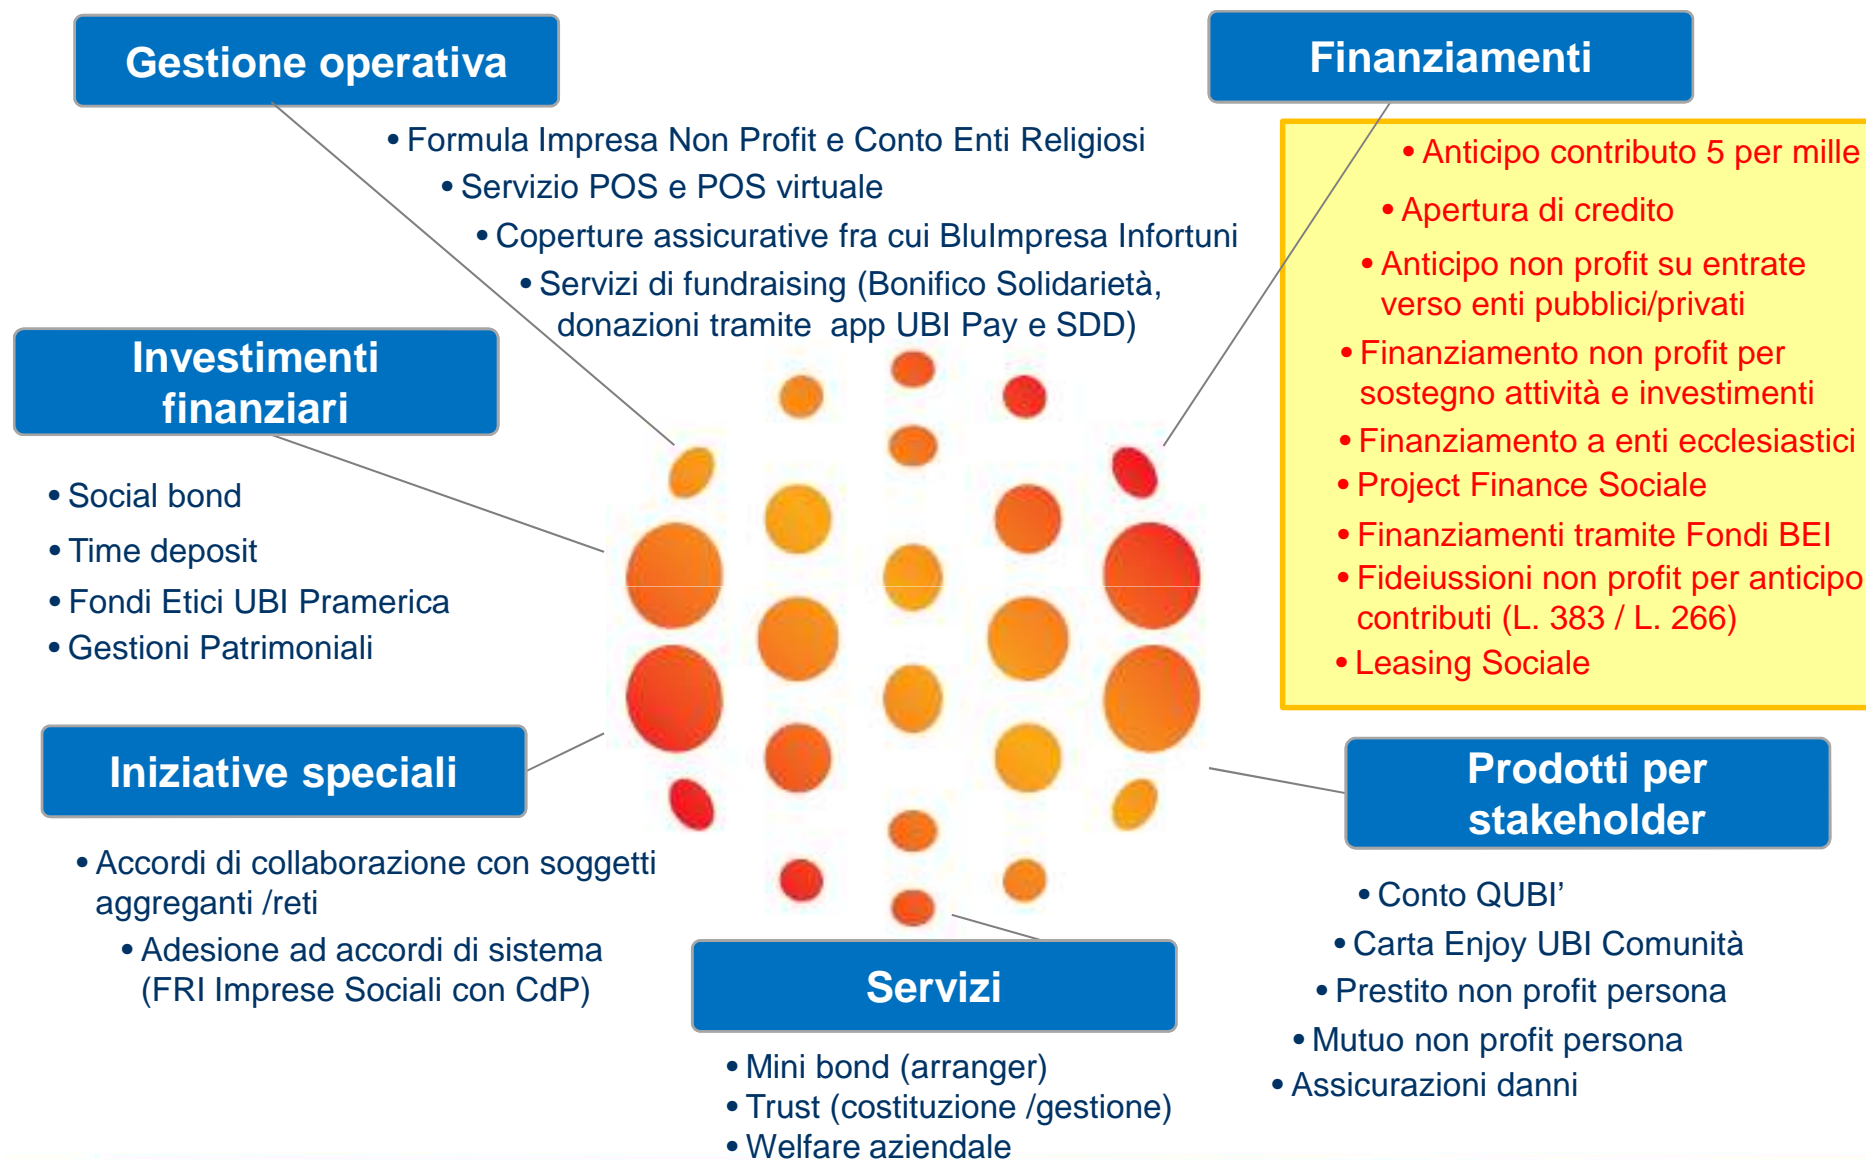 Gestione operativa
• Formula Impresa Non Profit e Conto Enti Religiosi
• Servizio POS e POS virtuale
• Coperture assicurative fra cui BluImpresa Infortuni
• Servizi di fundraising (Bonifico Solidarietà,
donazioni tramite app UBI Pay e SDD)
Finanziamenti
• Anticipo contributo 5 per mille
• Apertura di credito
• Anticipo non profit su entrate
verso enti pubblici/privati
• Finanziamento non profit per
sostegno attività e investimenti
• Finanziamento a enti ecclesiastici
• Project Finance Sociale
• Finanziamenti tramite Fondi BEI
• Fideiussioni non profit per anticipo
contributi (L. 383 / L. 266)
• Leasing Sociale
Investimenti
finanziari
• Social bond
• Time deposit
• Fondi Etici UBI Pramerica
• Gestioni Patrimoniali
Iniziative speciali
• Accordi di collaborazione con soggetti
aggreganti /reti
• Adesione ad accordi di sistema
(FRI Imprese Sociali con CdP)
Servizi
• Mini bond (arranger)
• Trust (costituzione /gestione)
• Welfare aziendale
Prodotti per
stakeholder
• Conto QUBI’
• Carta Enjoy UBI Comunità
• Prestito non profit persona
• Mutuo non profit persona
• Assicurazioni danni